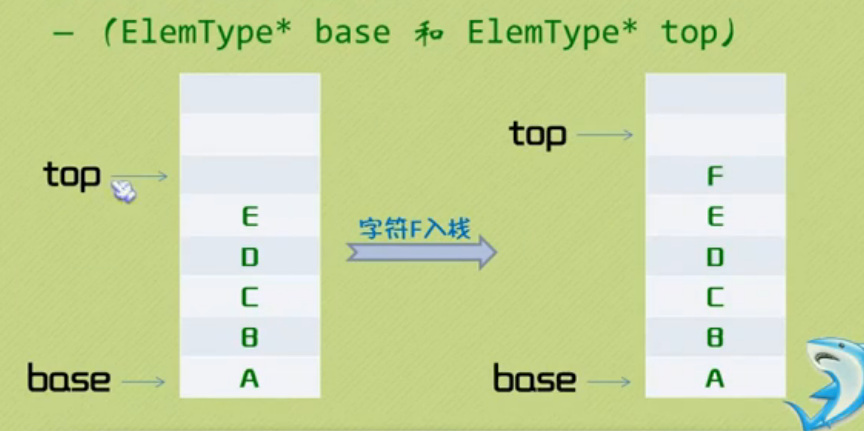 — (ElemType* base 和 ElemType* top)
top
top
F
E
E
字符F入栈
D
D
C
C
B
B
base
A
base
A